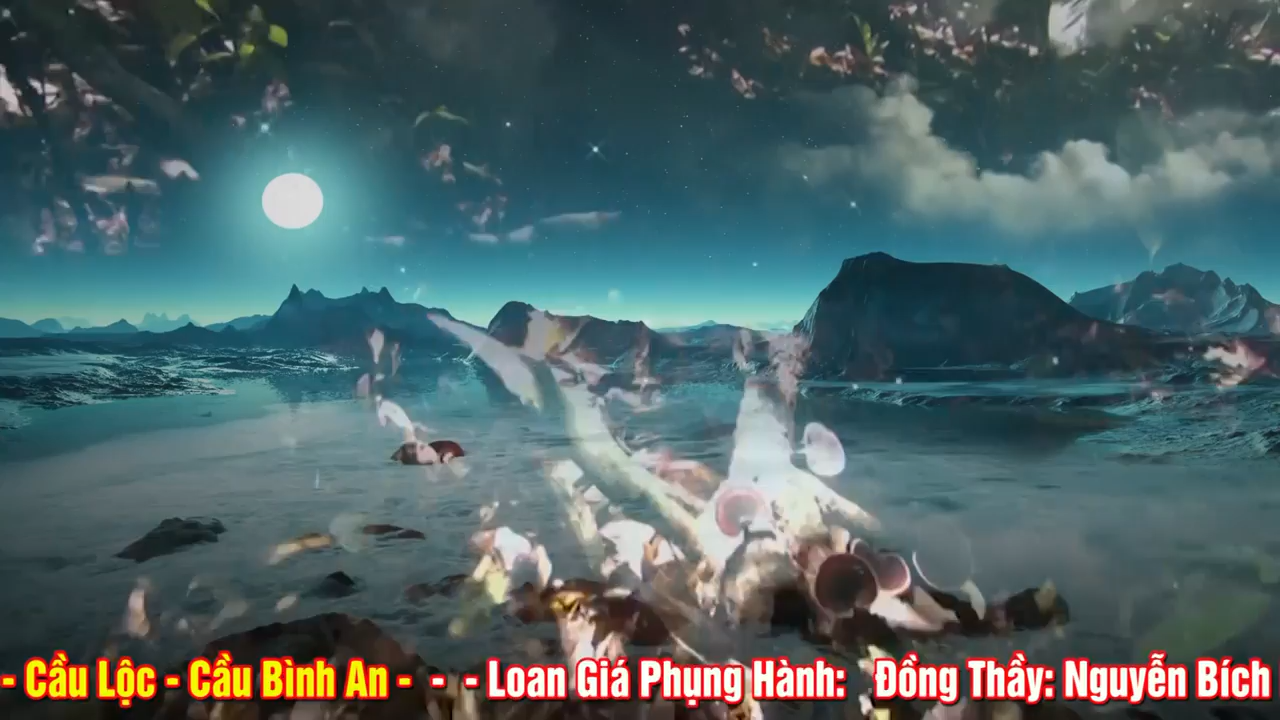 - Cầu Lộc - Cầu Bình An - - - Loan Giá Phụng Hành: Đồng Thầy: Nguyễn Bích